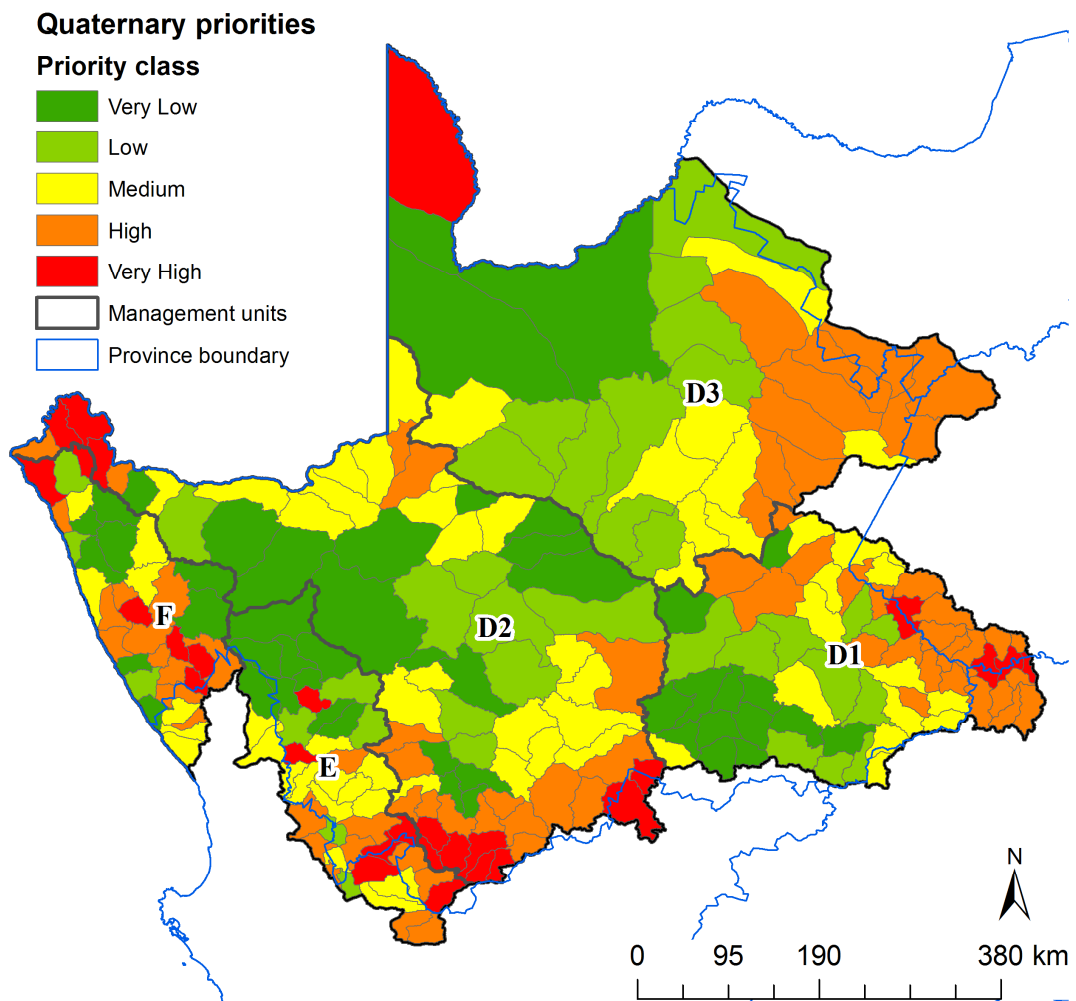 Quaternary priorities
Priority class
Very Low
Low
Medium
High
Very High
Management units
Province boundary
D3
F
D2
D1
E
N
0 95 190 380 km